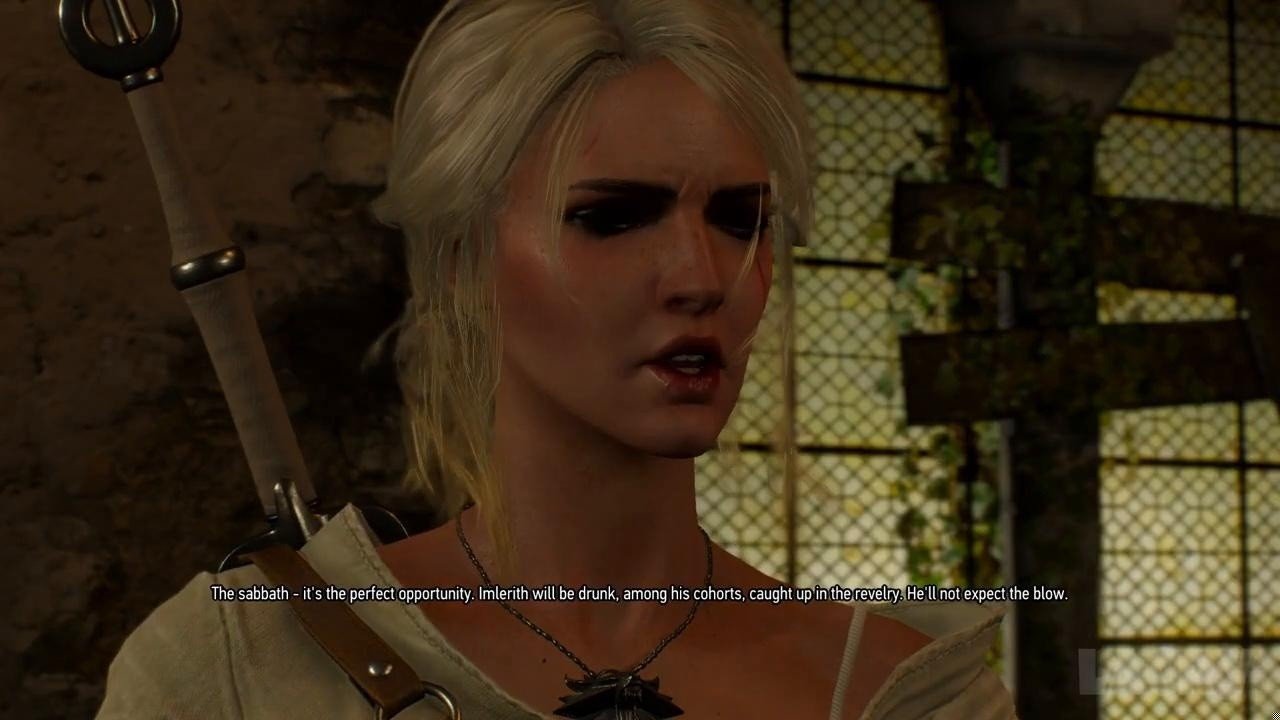 The sabbath - it's the perfect opportunity. Imlerith will be drunk, among his cohorts, caught up in the revelry. He'll not expect the blow.